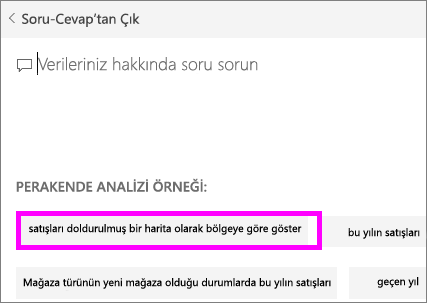 Soru-Cevap'tan Çık
Verileriniz hakkında soru sorun
PERAKENDE ANALİZİ ÖRNEĞİ:
satışları doldurulmuş bir harita olarak bölgeye göre göster
bu yılın satışları
Mağaza türünün yeni mağaza olduğu durumlarda bu yılın satışları
geçen yıl